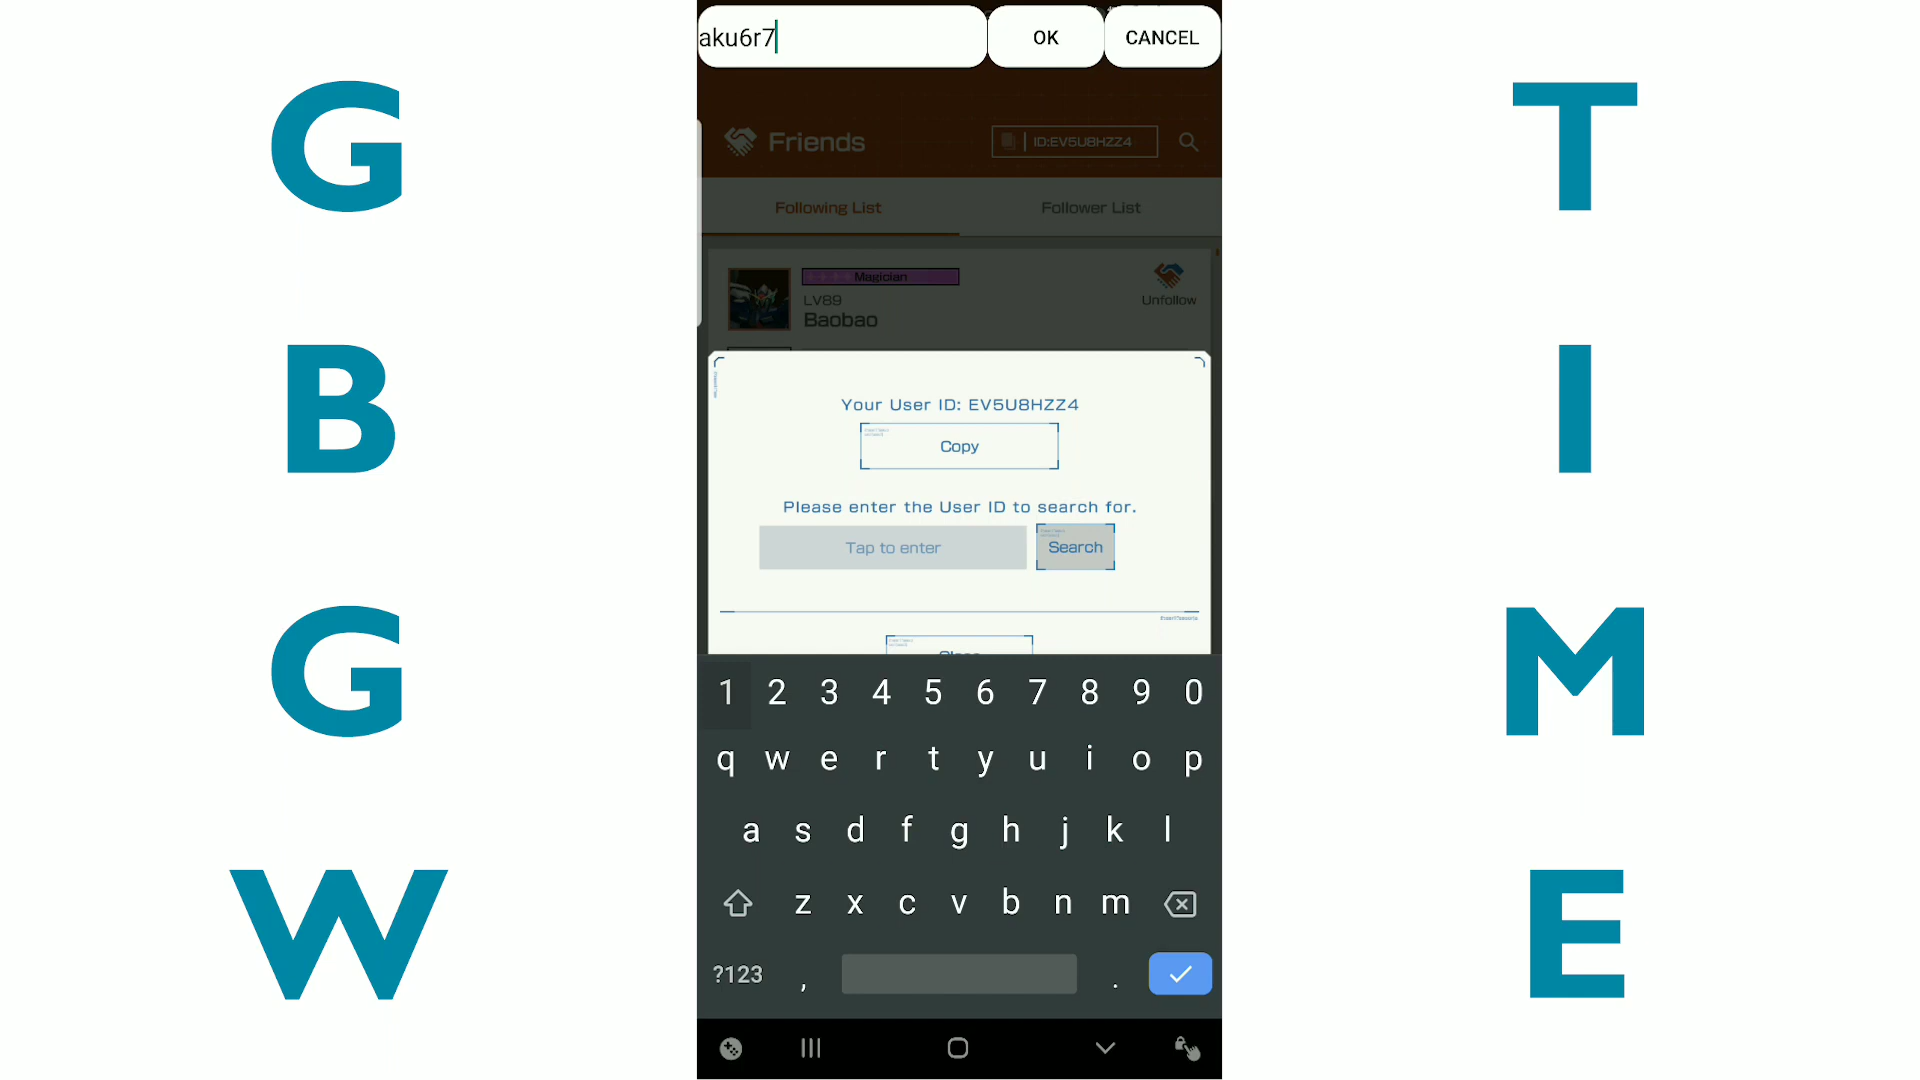 G
B
G
W
aku6r7
OK
CANCEL
Friends
ID:EV5U8HZZ4
Following List
Follower List
Magician
LV89
Baobao
Unfollow
Your User ID: EV5U8HZZ4
Copy
Please enter the User ID to search for.
Tap to enter
Search
1 2 3 4 5 6 7 8 9 0
q w e r t y u i o p
a s d f g h j k l
z x c v b n m
?123 , .
T
I
M
E